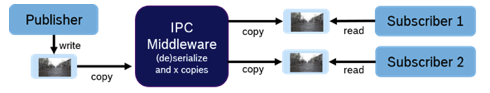 Publisher
write
copy
IPC
Middleware
(de)serialize
and x copies
copy
read
Subscriber 1
copy
read
Subscriber 2